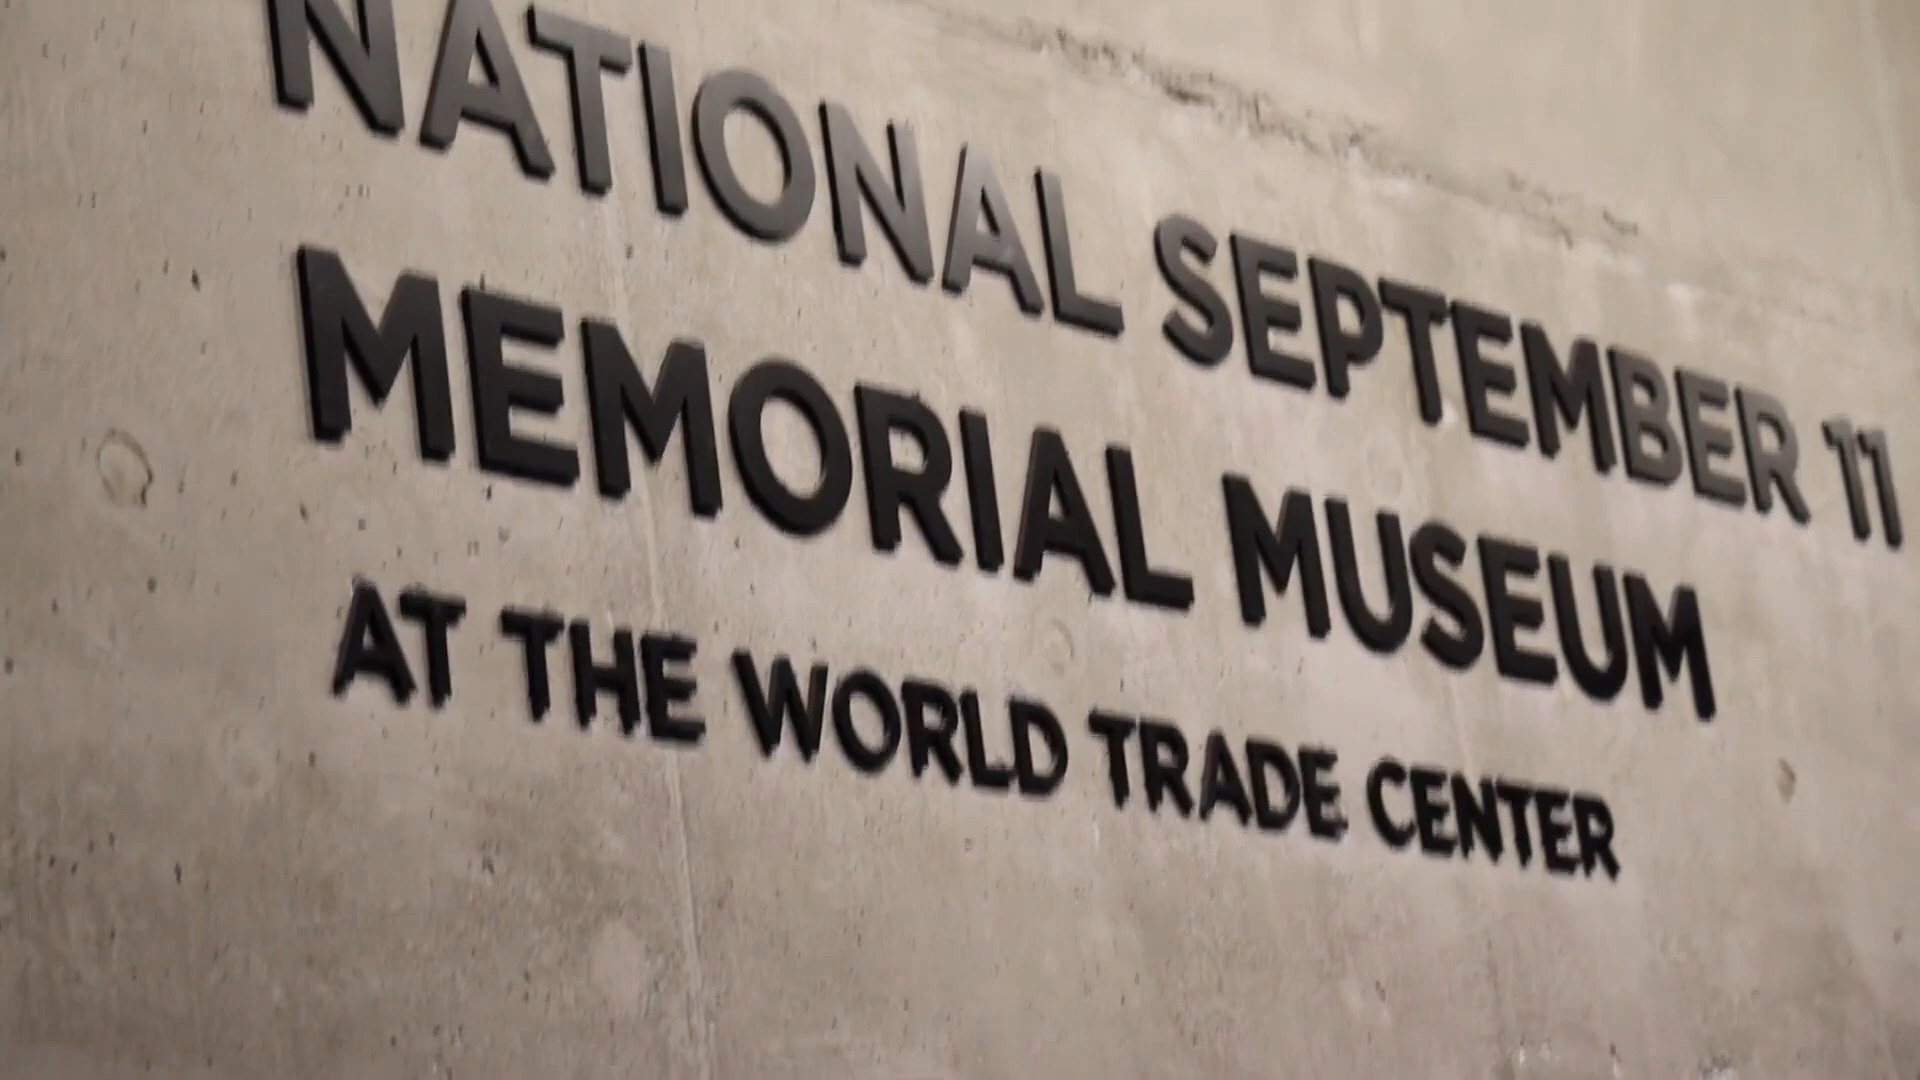 NATIONAL SEPTEMBER 11
MEMORIAL MUSEUM
AT THE WORLD TRADE CENTER